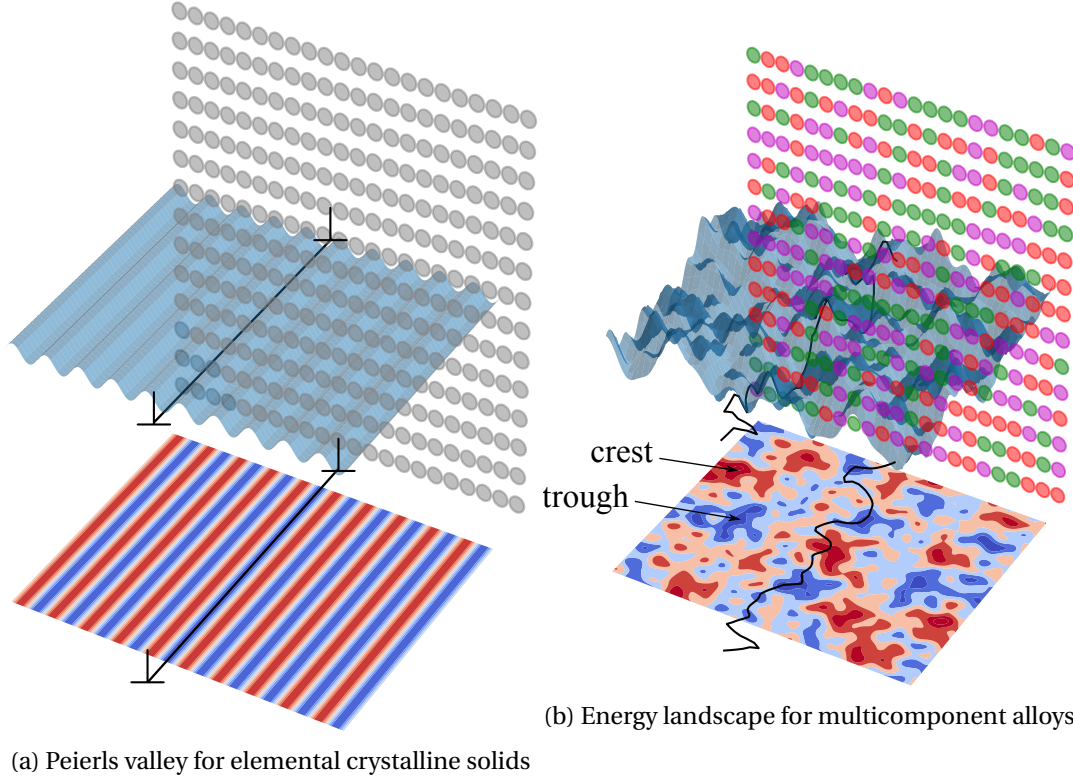 crest
trough
(b) Energy landscape for multicomponent alloys
(a) Peierls valley for elemental crystalline solids